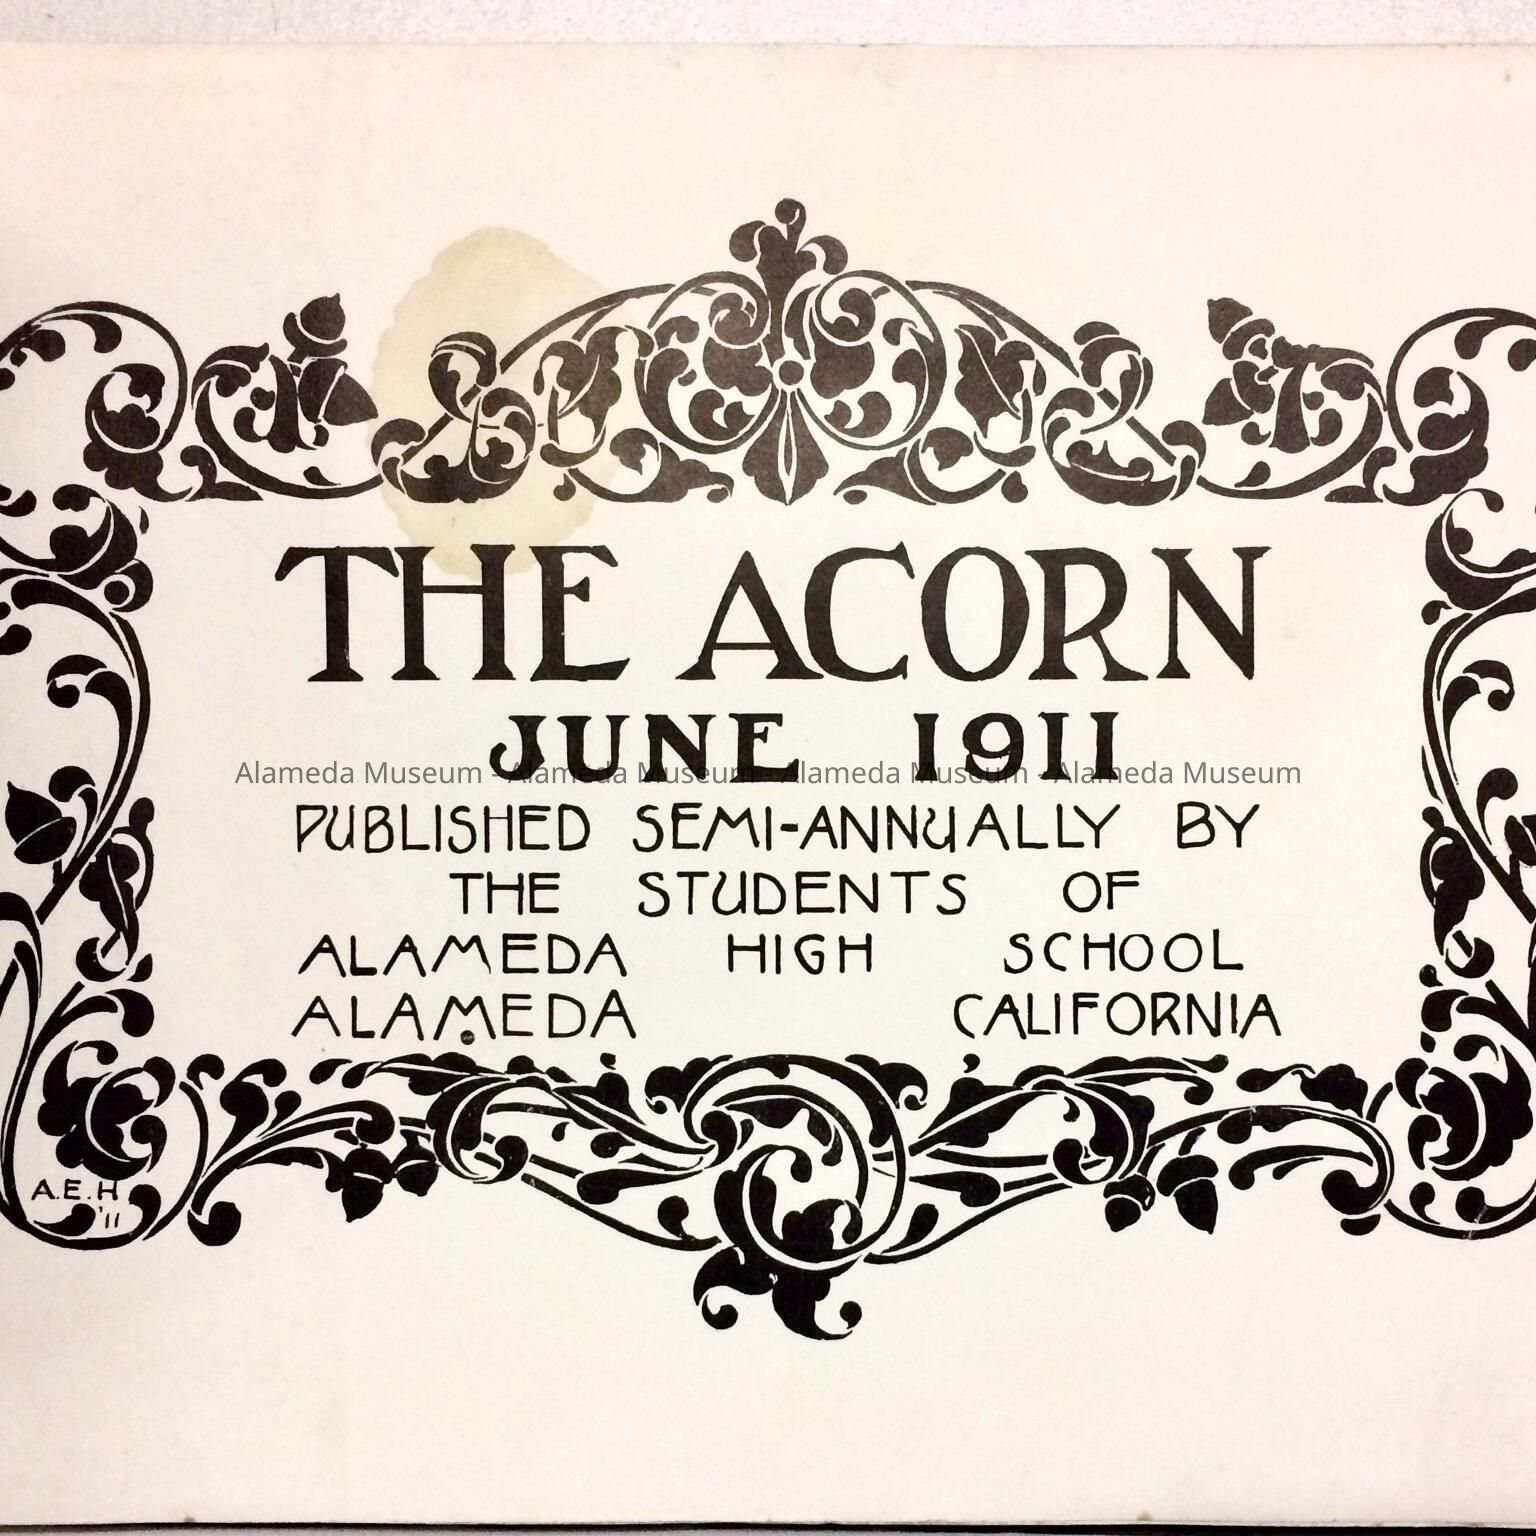 THE ACORN
JUNE 1911
Alameda Museum - Alameda Museum - Alameda Museum - Alameda Museum
PUBLISHED SEMI-ANNUALLY BY
THE STUDENTS OF
ALAMEDA HIGH SCHOOL
ALAMEDA CALIFORNIA
A.E.H
'11